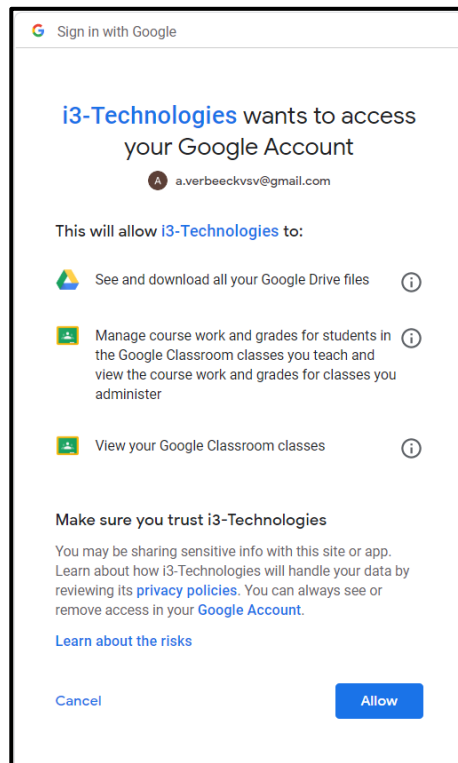 Sign in with Google
i3-Technologies wants to access
your Google Account
A a.verbeeckvsv@gmail.com
This will allow i3-Technologies to:
See and download all your Google Drive files
Manage course work and grades for students in
the Google Classroom classes you teach and
view the course work and grades for classes you
administer
View your Google Classroom classes
Make sure you trust i3-Technologies
You may be sharing sensitive info with this site or app.
Learn about how i3-Technologies will handle your data by
reviewing its privacy policies. You can always see or
remove access in your Google Account.
Learn about the risks
Cancel Allow